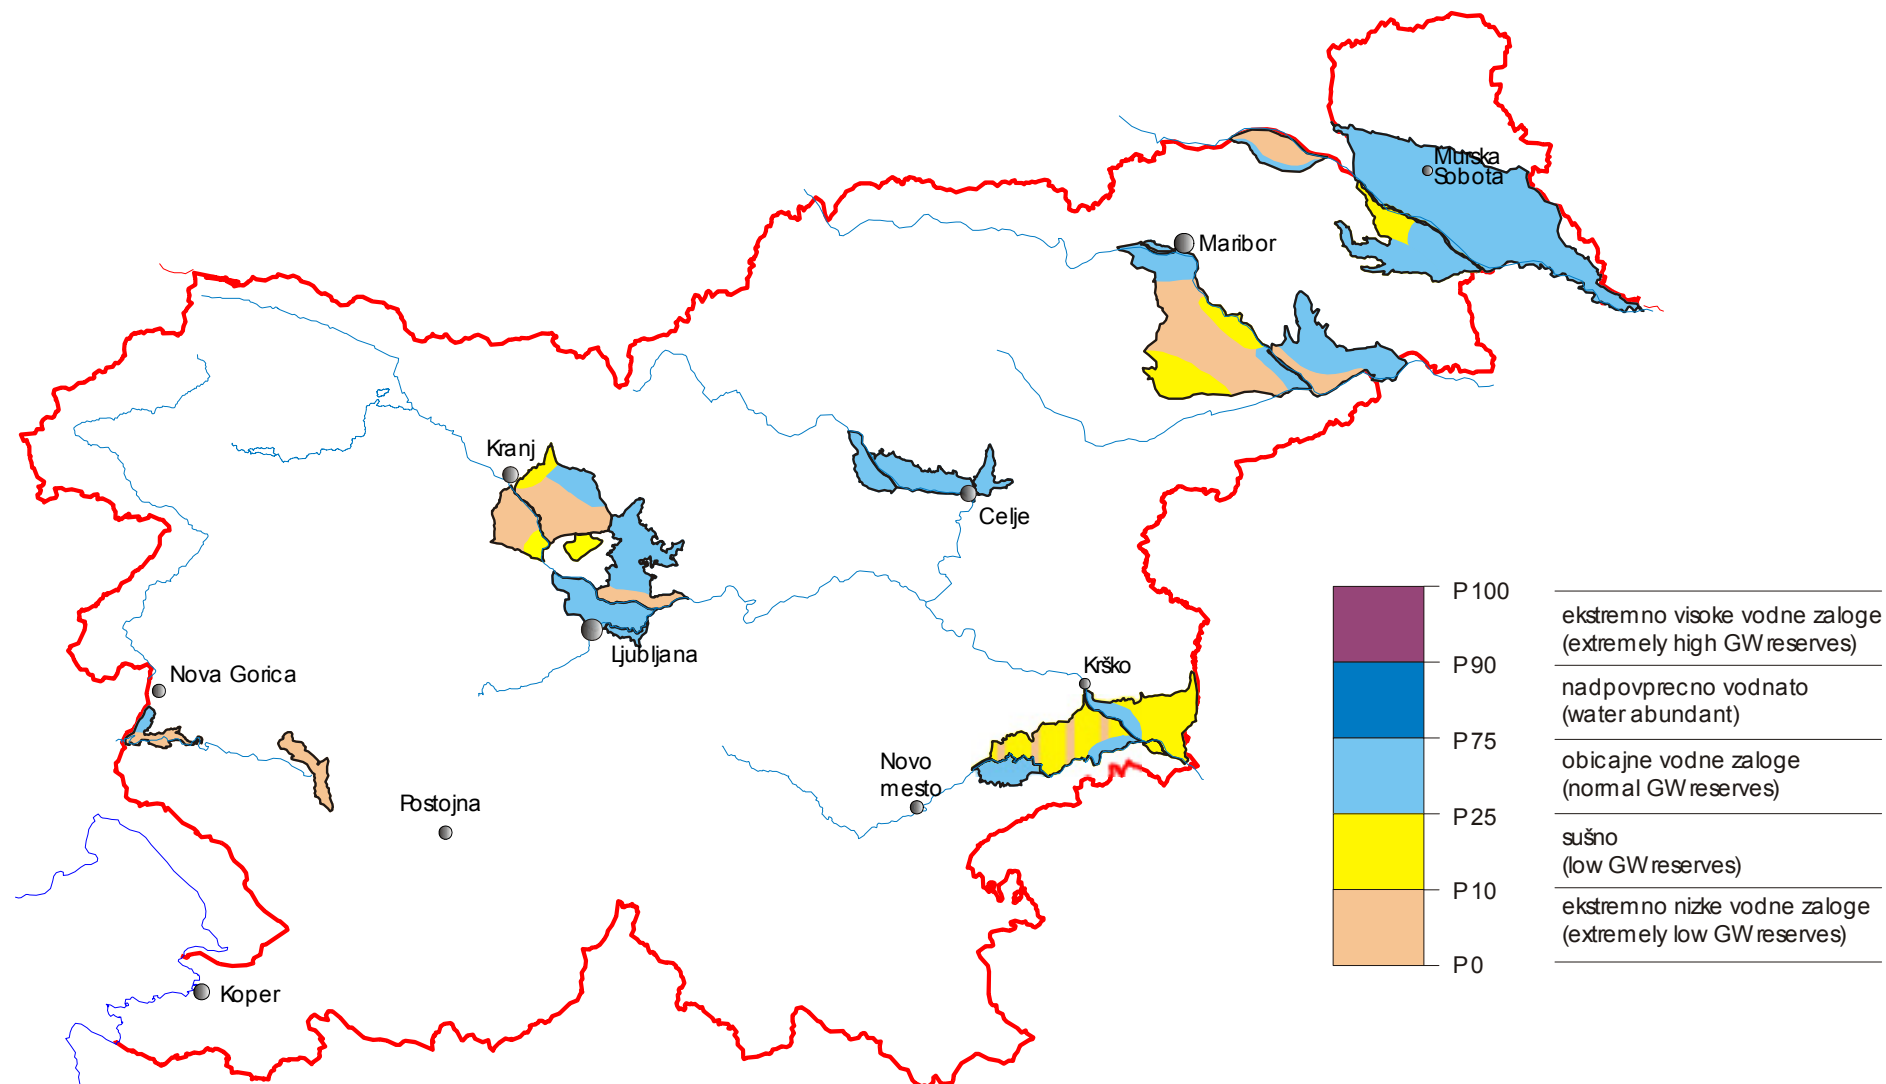 Murska
Sobota
Maribor
Kranj
Celje
Ljubljana
Nova Gorica
Krško
Novo
mesto
Postojna
Koper
P100
ekstremno visoke vodne zaloge
(extremely high GW reserves)
P90
nadpovprecno vodnato
(water abundant)
P75
obicajne vodne zaloge
(normal GW reserves)
P25
sušno
(low GW reserves)
P10
ekstremno nizke vodne zaloge
(extremely low GW reserves)
P0